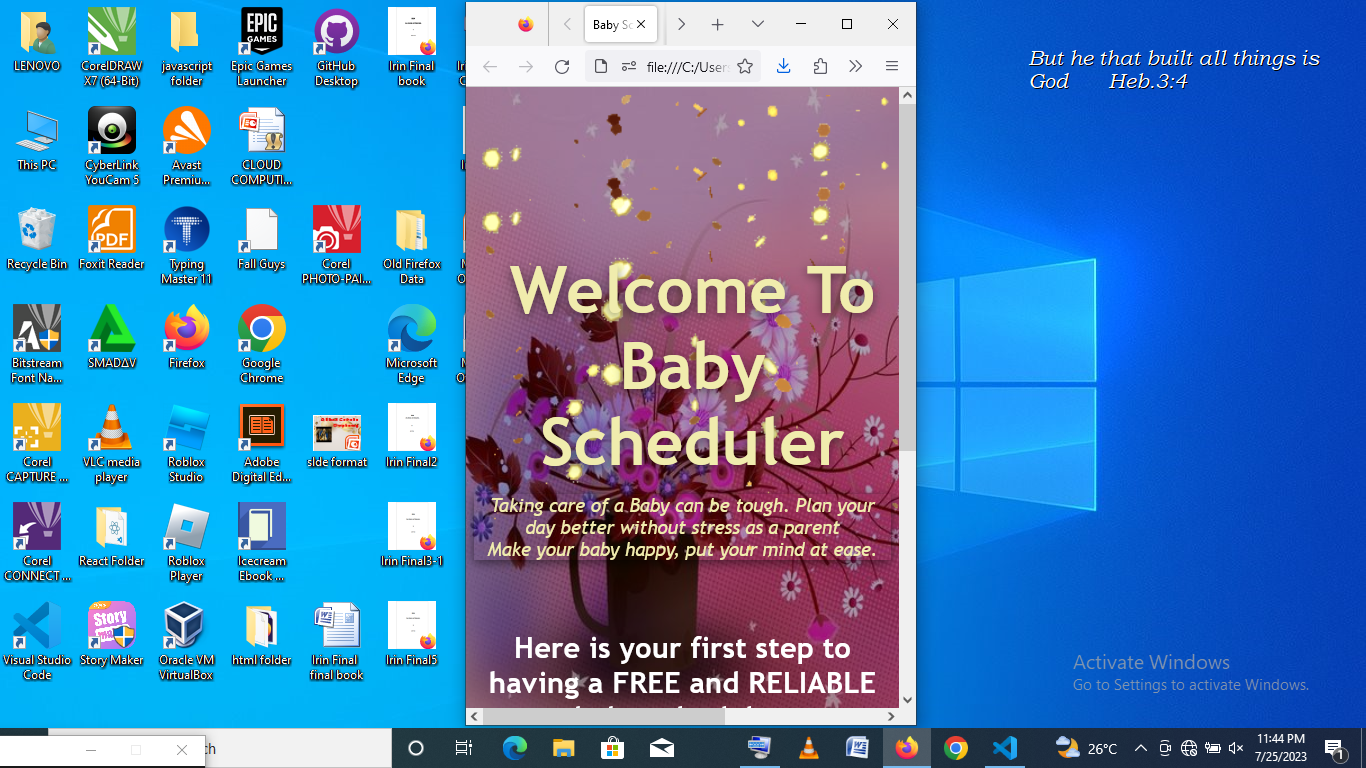 LENOVO
CorelDRAW X7 (64-Bit)
javascript folder
EPIC GAMES
Epic Games Launcher
GitHub Desktop
Irin Final book
This PC
CyberLink YouCam 5
Avast Premiu...
CLOUD COMPUTI...
Recycle Bin
PDF
Foxit Reader
Typing Master 11
Fall Guys
Corel PHOTO-PAI...
Old Firefox Data
Bitstream Font Na...
SMADΔV
Firefox
Google Chrome
Microsoft Edge
Corel CAPTURE ...
VLC media player
Roblox Studio
Adobe Digital Ed...
slde format
Irin Final2
Corel CONNECT ...
React Folder
Roblox Player
Icecream Ebook ...
Irin Final3-1
Visual Studio Code
Story
Story Maker
Oracle VM VirtualBox
html folder
Irin Final final book
Irin Final5
Baby Sc
file:///C:/Users
Welcome To
Baby
Scheduler
Taking care of a Baby can be tough. Plan your
day better without stress as a parent
Make your baby happy, put your mind at ease.
Here is your first step to
having a FREE and RELIABLE
But he that built all things is
God Heb.3:4
Activate Windows
Go to Settings to activate Windows.
ch
26°C
11:44 PM
7/25/2023
1